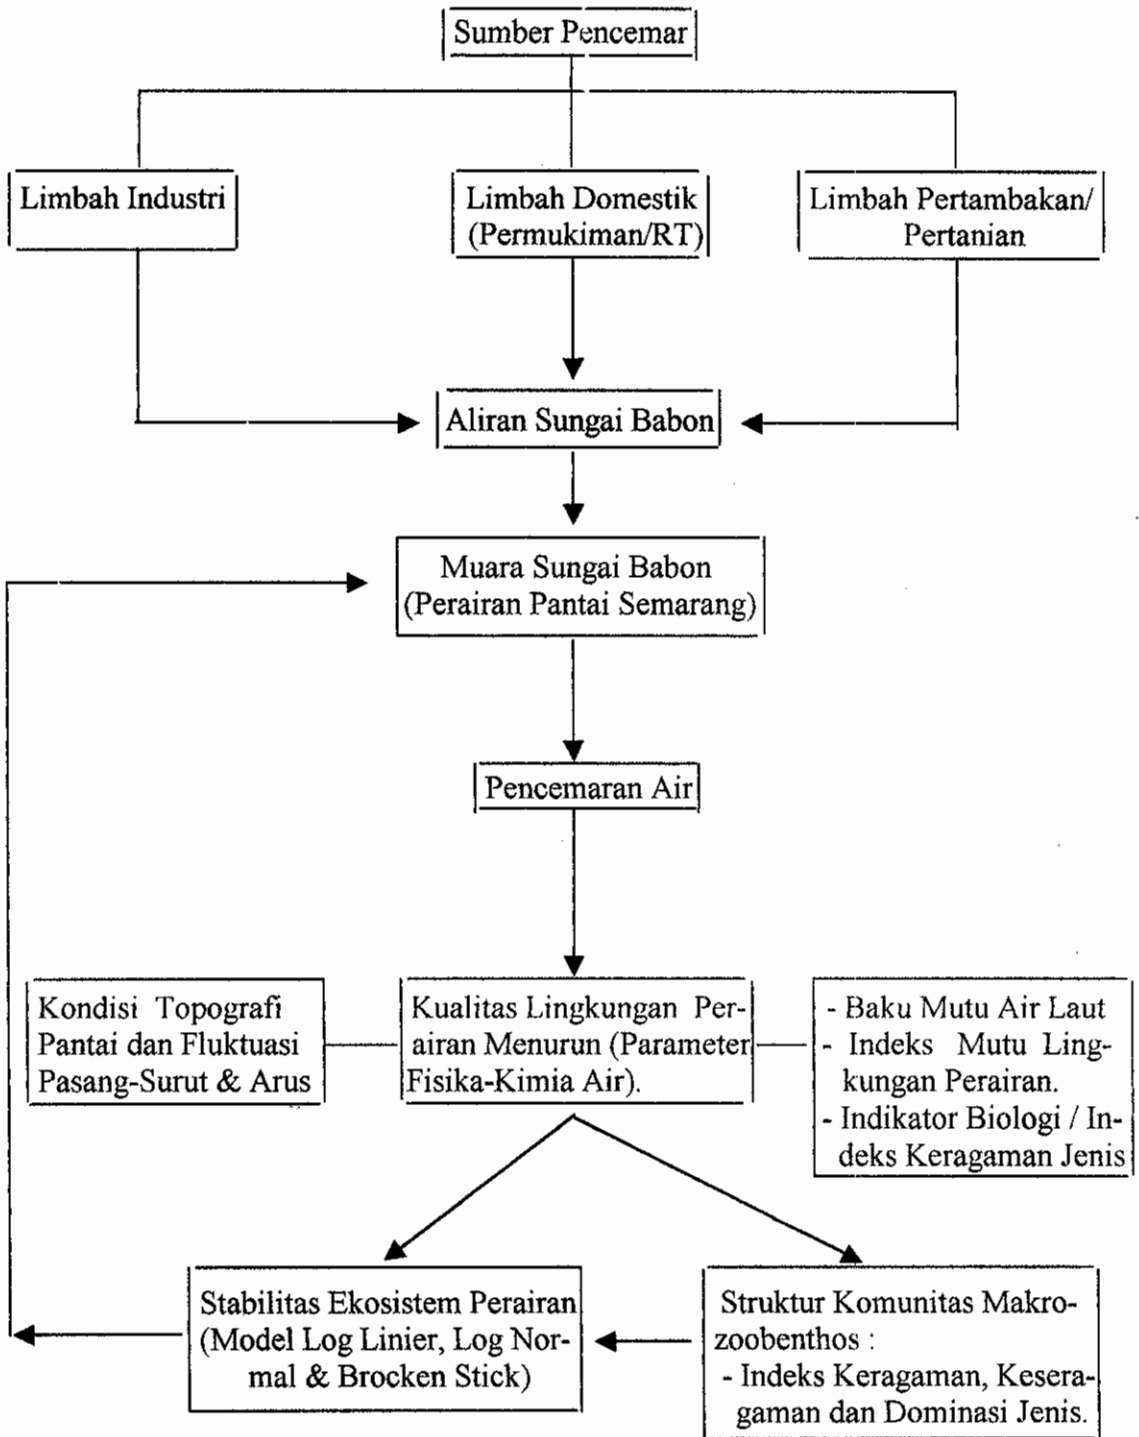 Sumber Pencemar
Limbah Industri
Limbah Domestik
(Permukiman/RT)
Limbah Pertambakan/
Pertanian
Aliran Sungai Babon
Muara Sungai Babon
(Perairan Pantai Semarang)
Pencemaran Air
Kondisi Topografi
Pantai dan Fluktuasi
Pasang-Surut & Arus
Kualitas Lingkungan Per-
airan Menurun (Parameter
Fisika-Kimia Air).
- Baku Mutu Air Laut
- Indeks Mutu Ling-
kungan Perairan.
- Indikator Biologi / In-
deks Keragaman Jenis
Stabilitas Ekosistem Perairan
(Model Log Linier, Log Nor-
mal & Brocken Stick)
Struktur Komunitas Makro-
zoobenthos :
- Indeks Keragaman, Kesera-
gaman dan Dominasi Jenis.